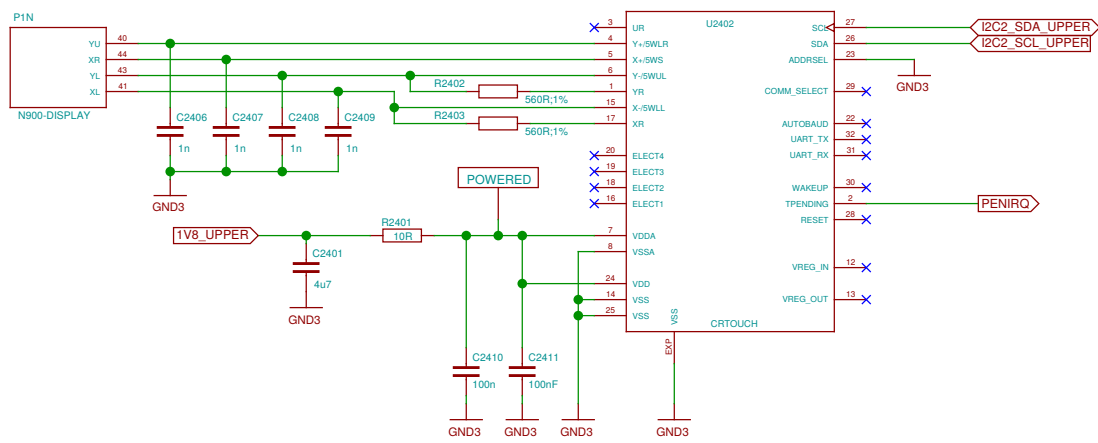 P1N
YU 40
XR 44
YL 43
XL 41
N900-DISPLAY
C2406
1n
C2407
1n
C2408
1n
C2409
1n
GND3
R2402
560R;1%
R2403
560R;1%
POWERED
1V8_UPPER
R2401
10R
C2401
4u7
GND3
C2410
100n
GND3
C2411
100nF
GND3
GND3
U2402
3 UR
4 Y+/5WLR
5 X+/5WS
6 Y-/5WUL
1 YR
15 X-/5WLL
17 XR
20 ELECT4
19 ELECT3
18 ELECT2
16 ELECT1
7 VDDA
8 VSSA
24 VDD
14 VSS
25 VSS
SCL 27
SDA 26
ADDRSEL 23
COMM_SELECT 29
AUTOBAUD 22
UART_TX 32
UART_RX 31
WAKEUP 30
TPENDING 2
RESET 28
VREG_IN 12
VREG_OUT 13
VSS
EXP
CRTOUCH
GND3
I2C2_SDA_UPPER
I2C2_SCL_UPPER
GND3
PENIRQ